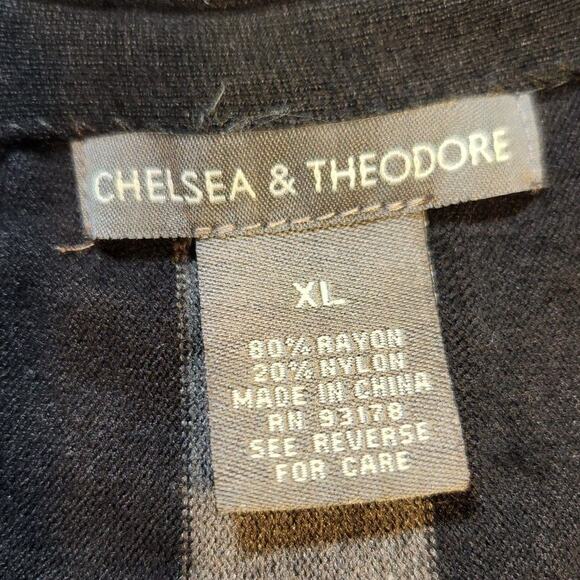 CHELSEA & THEODORE
XL
80% RAYON
20% NYLON
MADE IN CHINA
RN 93178
SEE REVERSE
FOR CARE